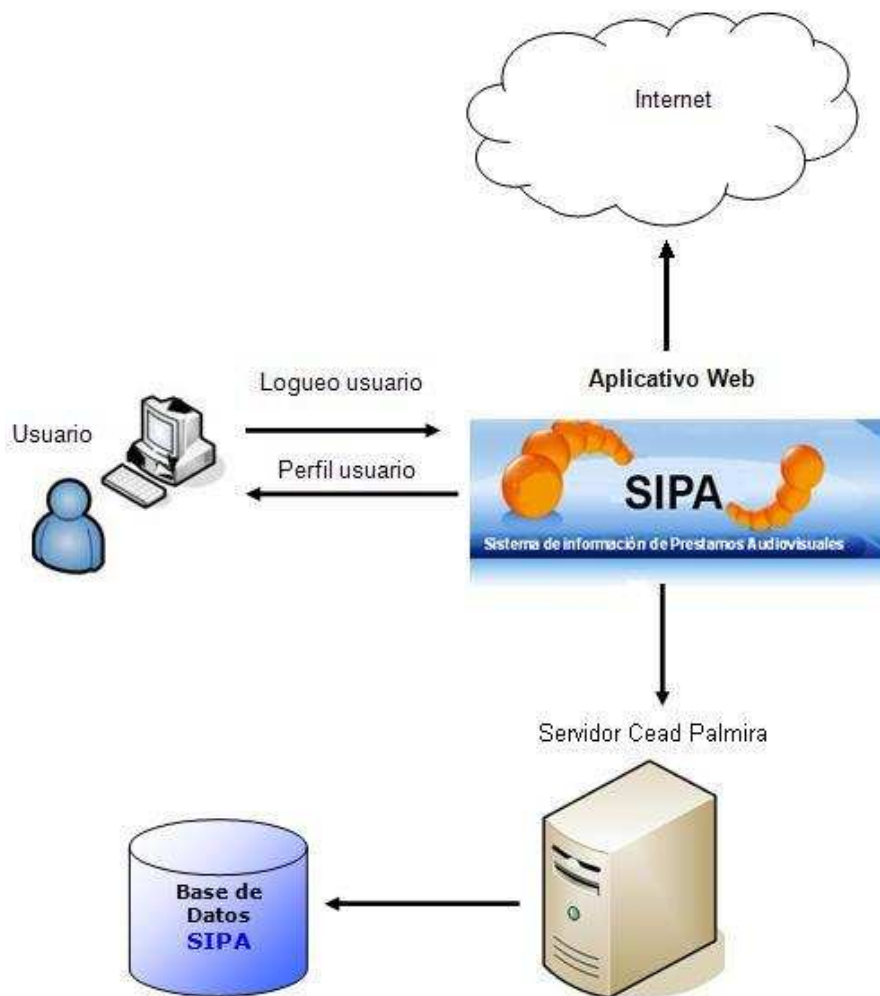 Internet
Aplicativo Web
Logueo usuario
Usuario
Perfil usuario
SIPA
Sistema de información de Prestamos Audiovisuales
Servidor Cead Palmira
Base de
Datos
SIPA